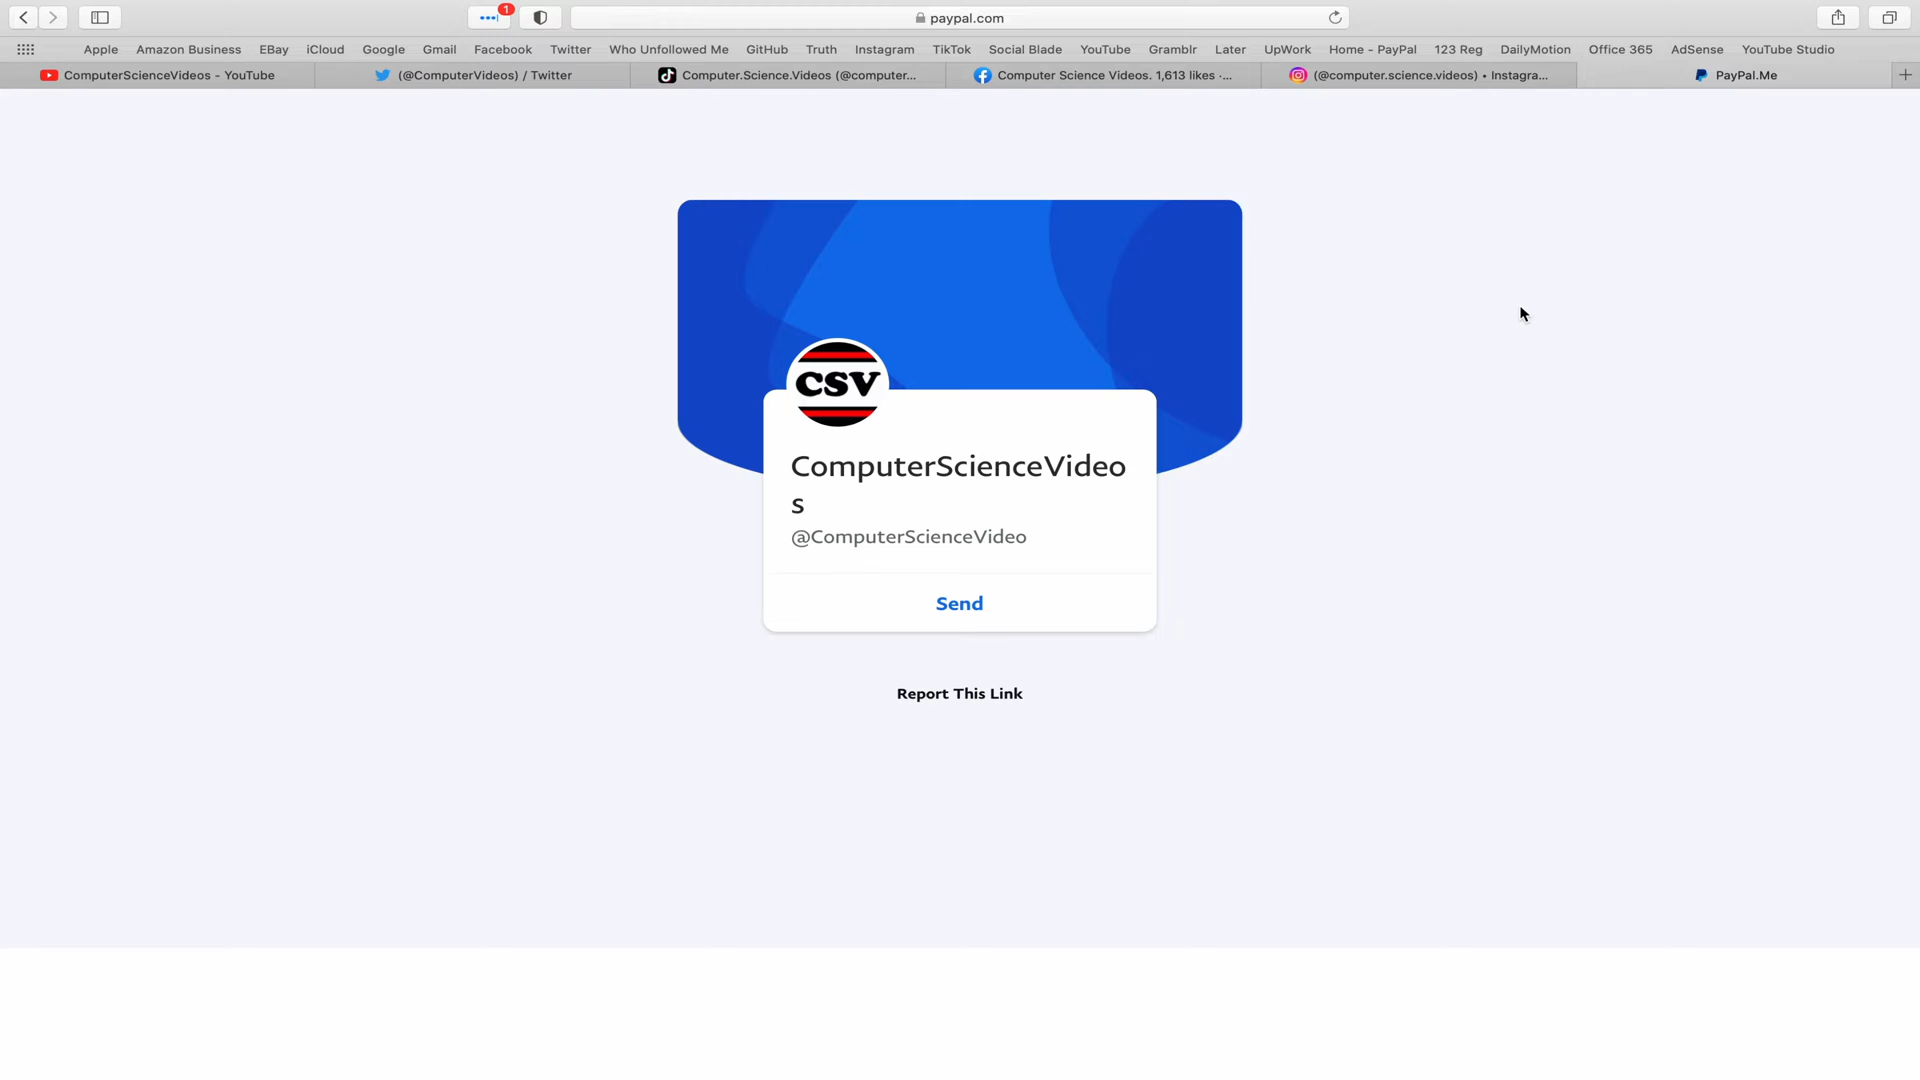 1
paypal.com
Apple Amazon Business EBay iCloud Google Gmail Facebook Twitter Who Unfollowed Me GitHub Truth Instagram TikTok Social Blade YouTube Gramblr Later UpWork Home - PayPal 123 Reg DailyMotion Office 365 AdSense YouTube Studio
ComputerScienceVideos - YouTube (@ComputerVideos) / Twitter Computer.Science.Videos (@computer... Computer Science Videos. 1,613 likes ·... (@computer.science.videos) • Instagra... PayPal.Me
CSV
ComputerScienceVideo
s
@ComputerScienceVideo
Send
Report This Link